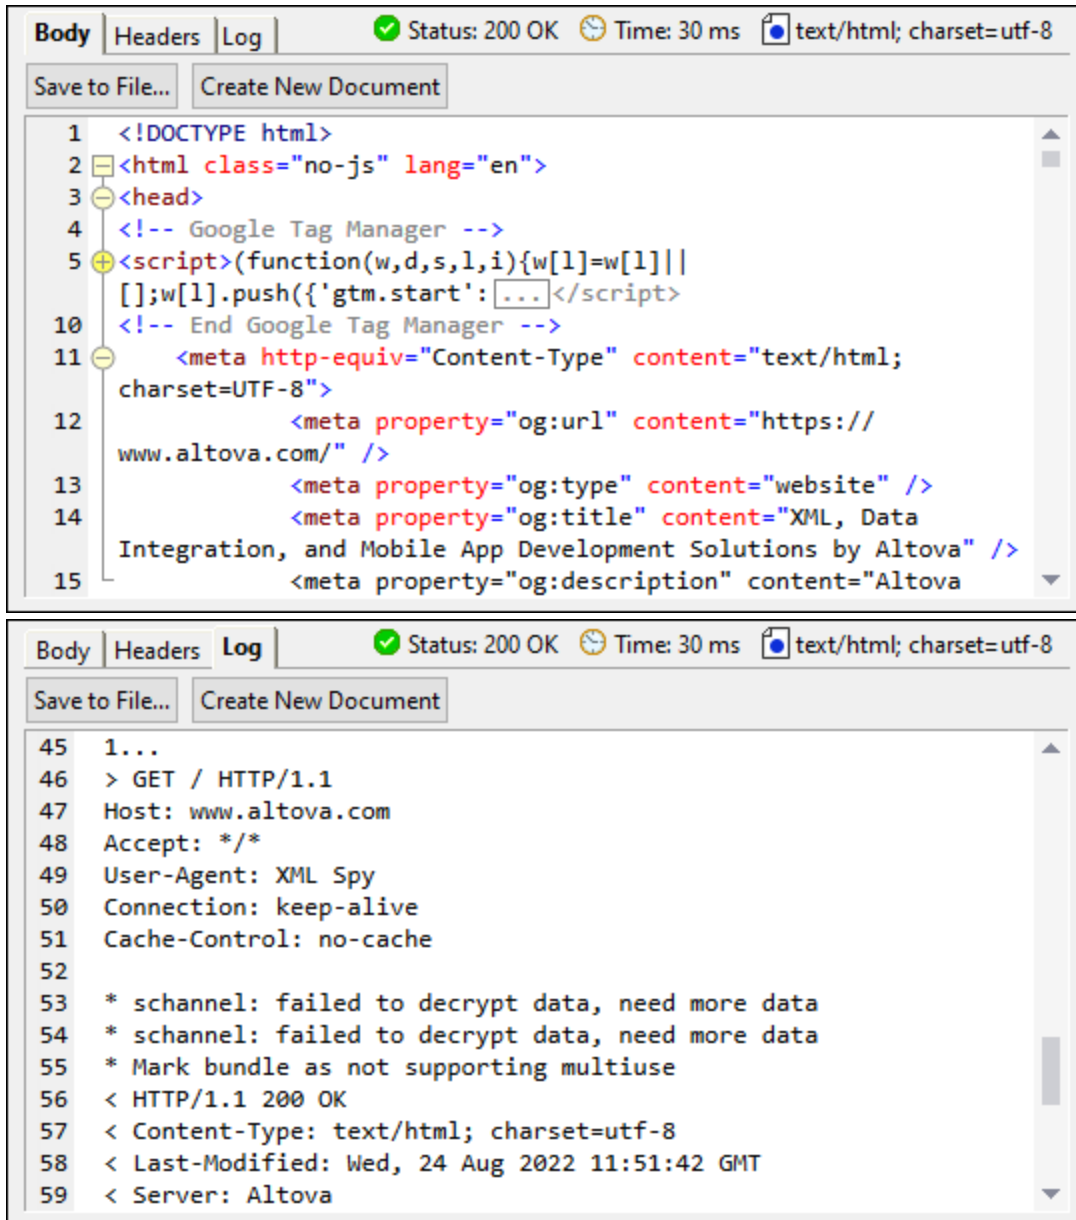 Body Headers Log Status: 200 OK Time: 30 ms text/html; charset=utf-8
Save to File... Create New Document
1 <!DOCTYPE html>
2 <html class="no-js" lang="en">
3 <head>
4 <!-- Google Tag Manager -->
5 <script>(function(w,d,s,l,i){w[l]=w[l]||
[];w[l].push({'gtm.start': ...</script>
10 <!-- End Google Tag Manager -->
11 <meta http-equiv="Content-Type" content="text/html;
charset=UTF-8">
12 <meta property="og:url" content="https://
www.altova.com/" />
13 <meta property="og:type" content="website" />
14 <meta property="og:title" content="XML, Data
Integration, and Mobile App Development Solutions by Altova" />
15 <meta property="og:description" content="Altova
Body Headers Log Status: 200 OK Time: 30 ms text/html; charset=utf-8
Save to File... Create New Document
45 1...
46 > GET / HTTP/1.1
47 Host: www.altova.com
48 Accept: */*
49 User-Agent: XML Spy
50 Connection: keep-alive
51 Cache-Control: no-cache
52
53 * schannel: failed to decrypt data, need more data
54 * schannel: failed to decrypt data, need more data
55 * Mark bundle as not supporting multiuse
56 < HTTP/1.1 200 OK
57 < Content-Type: text/html; charset=utf-8
58 < Last-Modified: Wed, 24 Aug 2022 11:51:42 GMT
59 < Server: Altova